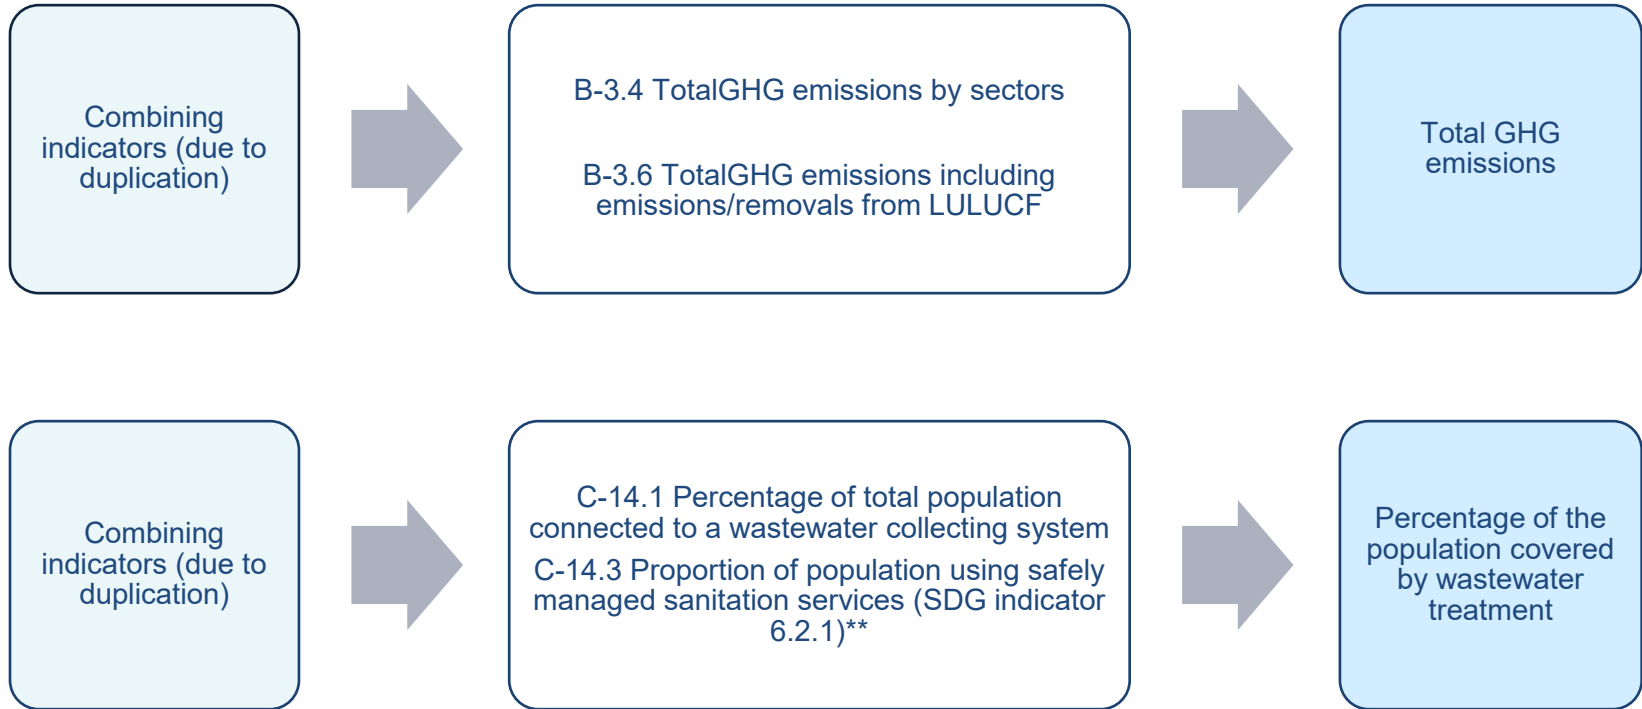 Combining
indicators (due to
duplication)
B-3.4 TotalGHG emissions by sectors
B-3.6 TotalGHG emissions including
emissions/removals from LULUCF
Total GHG
emissions
Combining
indicators (due to
duplication)
C-14.1 Percentage of total population
connected to a wastewater collecting system
C-14.3 Proportion of population using safely
managed sanitation services (SDG indicator
6.2.1)**
Percentage of the
population covered
by wastewater
treatment